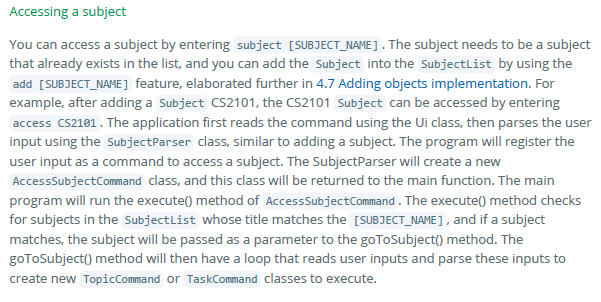 Accessing a subject
You can access a subject by entering subject [SUBJECT_NAME]. The subject needs to be a subject
that already exists in the list, and you can add the Subject into the SubjectList by using the
add [SUBJECT_NAME] feature, elaborated further in 4.7 Adding objects implementation. For
example, after adding a Subject CS2101, the CS2101 Subject can be accessed by entering
access CS2101. The application first reads the command using the Ui class, then parses the user
input using the SubjectParser class, similar to adding a subject. The program will register the
user input as a command to access a subject. The SubjectParser will create a new
AccessSubjectCommand class, and this class will be returned to the main function. The main
program will run the execute() method of AccessSubjectCommand. The execute() method checks
for subjects in the SubjectList whose title matches the [SUBJECT_NAME], and if a subject
matches, the subject will be passed as a parameter to the goToSubject() method. The
goToSubject() method will then have a loop that reads user inputs and parse these inputs to
create new TopicCommand or TaskCommand classes to execute.